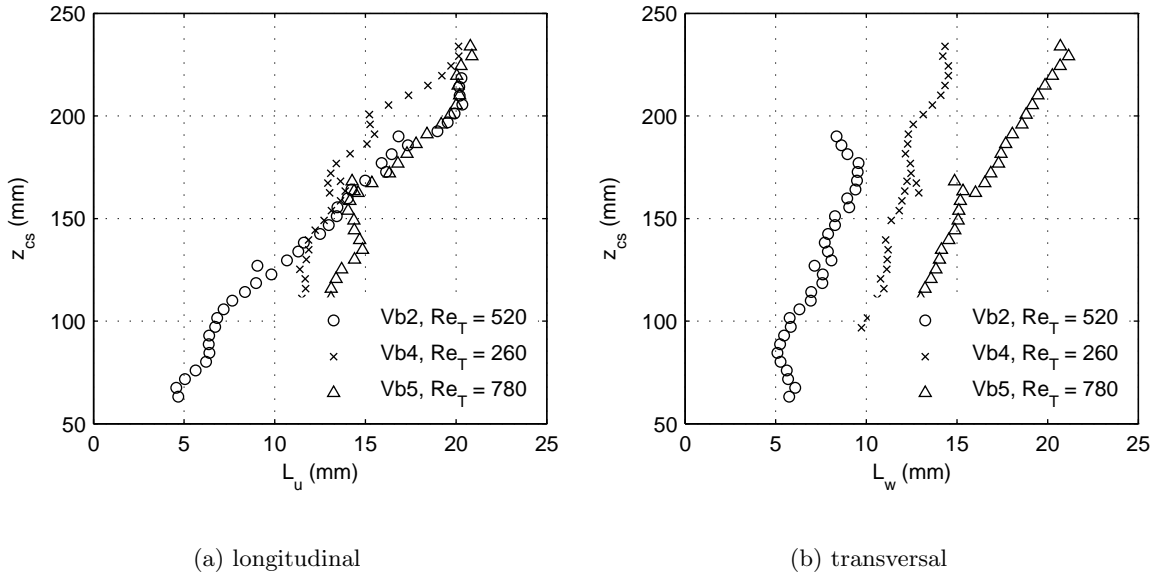 250
200
150
100
50
0 5 10 15 20 25
z_cs (mm)
L_u (mm)
Vb2, Re_T = 520
Vb4, Re_T = 260
Vb5, Re_T = 780
(a) longitudinal
250
200
150
100
50
0 5 10 15 20 25
z_cs (mm)
L_w (mm)
Vb2, Re_T = 520
Vb4, Re_T = 260
Vb5, Re_T = 780
(b) transversal